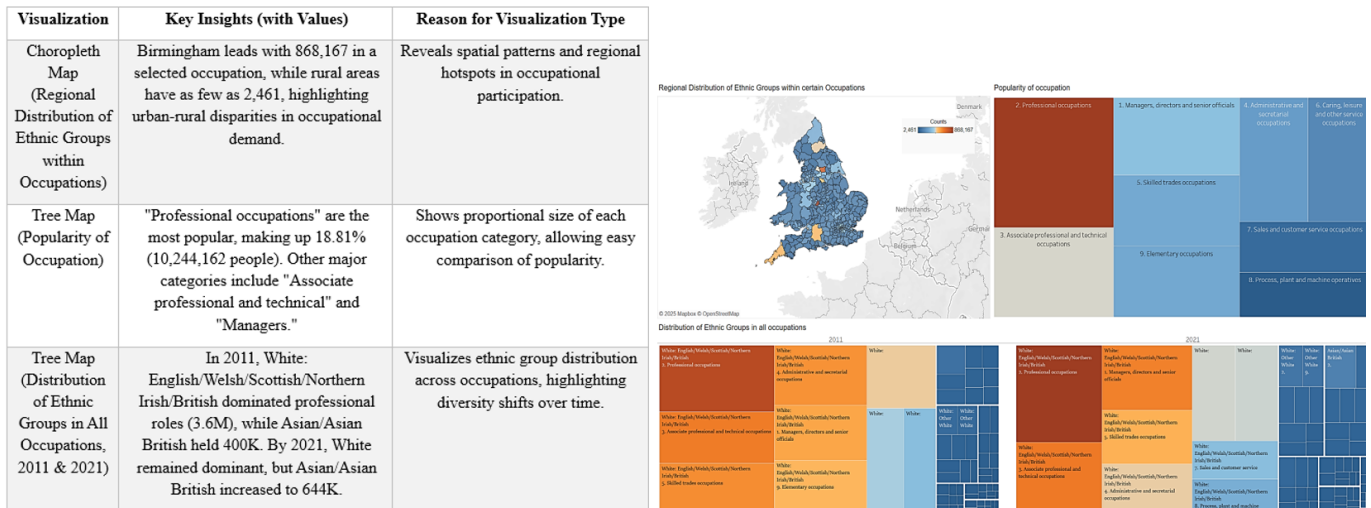 Visualization
Key Insights (with Values)
Reason for Visualization Type
Choropleth
Map
(Regional
Distribution of
Ethnic Groups
within
Occupations)
Birmingham leads with 868,167 in a
selected occupation, while rural areas
have as few as 2,461, highlighting
urban-rural disparities in occupational
demand.
Reveals spatial patterns and regional
hotspots in occupational
participation.
Tree Map
(Popularity of
Occupation)
"Professional occupations" are the
most popular, making up 18.81%
(10,244,162 people). Other major
categories include "Associate
professional and technical" and
"Managers."
Shows proportional size of each
occupation category, allowing easy
comparison of popularity.
Tree Map
(Distribution
of Ethnic
Groups in All
Occupations,
2011 & 2021)
In 2011, White:
English/Welsh/Scottish/Northern
Irish/British dominated professional
roles (3.6M), while Asian/Asian
British held 400K. By 2021, White
remained dominant, but Asian/Asian
British increased to 644K.
Visualizes ethnic group distribution
across occupations, highlighting
diversity shifts over time.
Regional Distribution of Ethnic Groups within certain Occupations
Denmark
Counts
2,461
868,167
Ireland
Netherlands
Belgium
© 2025 Mapbox © OpenStreetMap
Popularity of occupation
2. Professional occupations
1. Managers, directors and senior officials
4. Administrative and
secretarial
occupations
6. Caring, leisure
and other service
occupations
5. Skilled trades occupations
3. Associate professional and technical
occupations
9. Elementary occupations
7. Sales and customer service occupations
8. Process, plant and machine operatives
Distribution of Ethnic Groups in all occupations
2011
White: English/Welsh/Scottish/Northern
Irish/British
2. Professional occupations
White:
English/Welsh/Scottish/Northern
Irish/British
4. Administrative and secretarial
occupations
White:
White: English/Welsh/Scottish/Northern
Irish/British
3. Associate professional and technical occupations
White:
English/Welsh/Scottish/Northern
Irish/British
1. Managers, directors and senior
officials
White:
White:
White:
Other
White
White:
Other
White
White: English/Welsh/Scottish/Northern
Irish/British
5. Skilled trades occupations
White:
English/Welsh/Scottish/Northern
Irish/British
9. Elementary occupations
2021
White: English/Welsh/Scottish/Northern
Irish/British
2. Professional occupations
White:
English/Welsh/Scottish/Northern
Irish/British
1. Managers, directors and senior
officials
White:
White:
White:
Other
White
White:
Other
White
Asian/Asian
White:
English/Welsh/Scottish/Northern
Irish/British
5. Skilled trades occupations
White:
English/Welsh/Scottish/Northern
Irish/British
3. Associate professional and
technical occupations
White:
English/Welsh/Scottish/Northern
Irish/British
7. Sales and customer service
White:
English/Welsh/Scottish/Northern
Irish/British
4. Administrative and secretarial
occupations
White:
English/Welsh/Scottish/Northern
Irish/British
8. Process, plant and machine